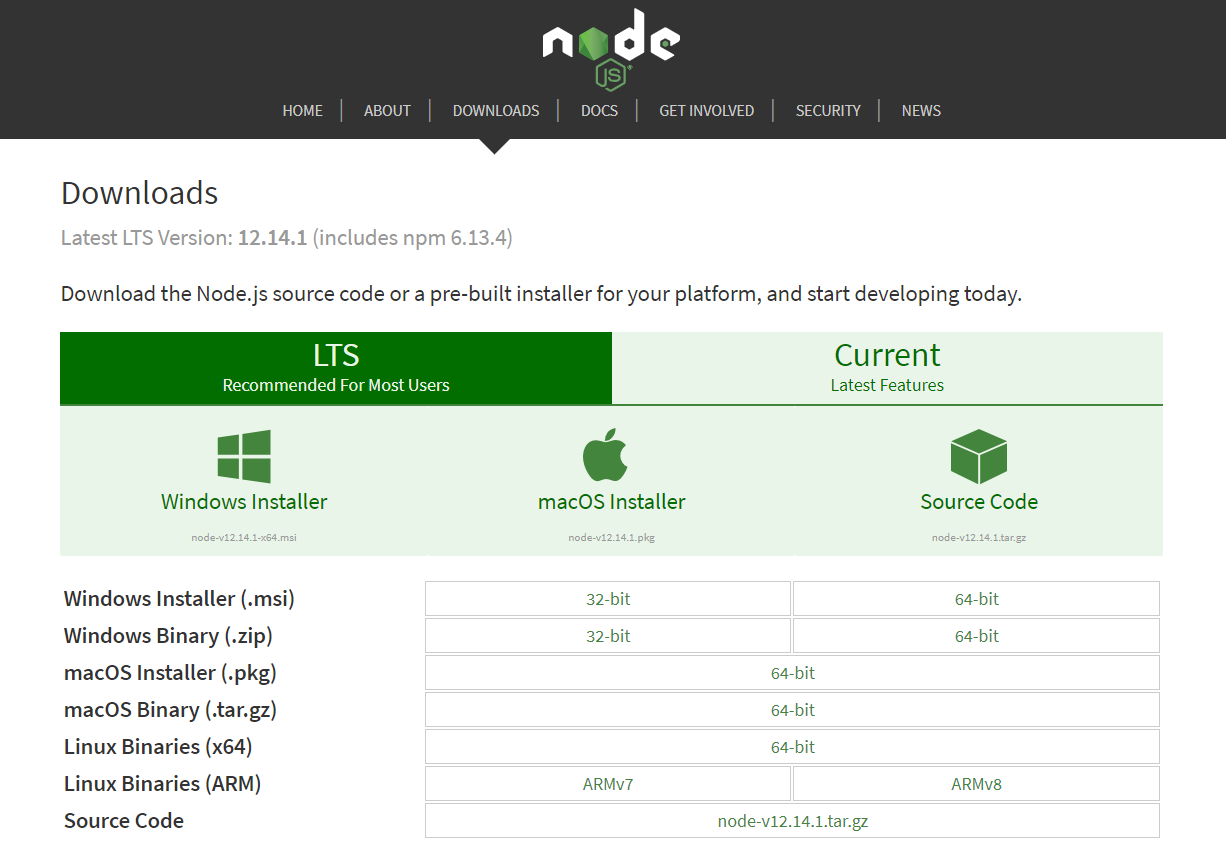 node
JS
HOME | ABOUT | DOWNLOADS | DOCS | GET INVOLVED | SECURITY | NEWS
Downloads
Latest LTS Version: 12.14.1 (includes npm 6.13.4)
Download the Node.js source code or a pre-built installer for your platform, and start developing today.
LTS
Recommended For Most Users
Current
Latest Features
Windows Installer
node-v12.14.1-x64.msi
macOS Installer
node-v12.14.1.pkg
Source Code
node-v12.14.1.tar.gz
Windows Installer (.msi) 32-bit 64-bit
Windows Binary (.zip) 32-bit 64-bit
macOS Installer (.pkg) 64-bit
macOS Binary (.tar.gz) 64-bit
Linux Binaries (x64) 64-bit
Linux Binaries (ARM) ARMv7 ARMv8
Source Code node-v12.14.1.tar.gz